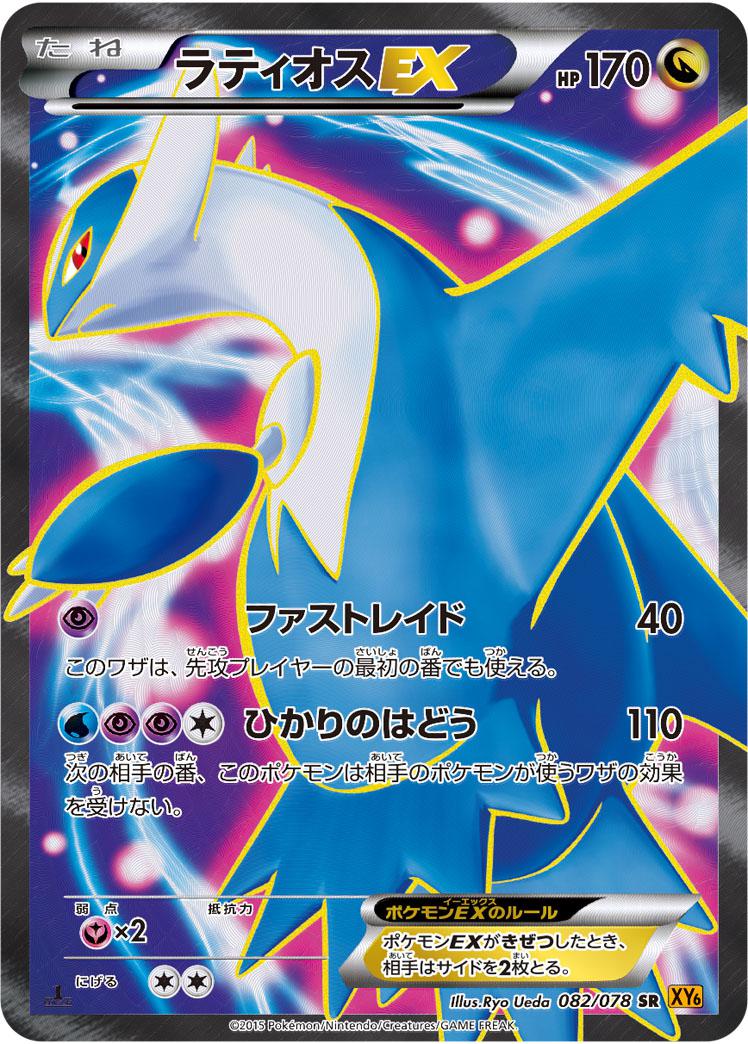 たね
ラティオスEX
HP170
ファストレイド 40
このワザは、先攻プレイヤーの最初の番でも使える。
ひかりのはどう 110
次の相手の番、このポケモンは相手のポケモンが使うワザの効果
を受けない。
弱点 抵抗力
×2
にげる
ポケモンEXのルール
ポケモンEXがきぜつしたとき、
相手はサイドを2枚とる。
Illus.Ryo Ueda 082/078 SR XY6
©2015 Pokémon/Nintendo/Creatures/GAME FREAK.